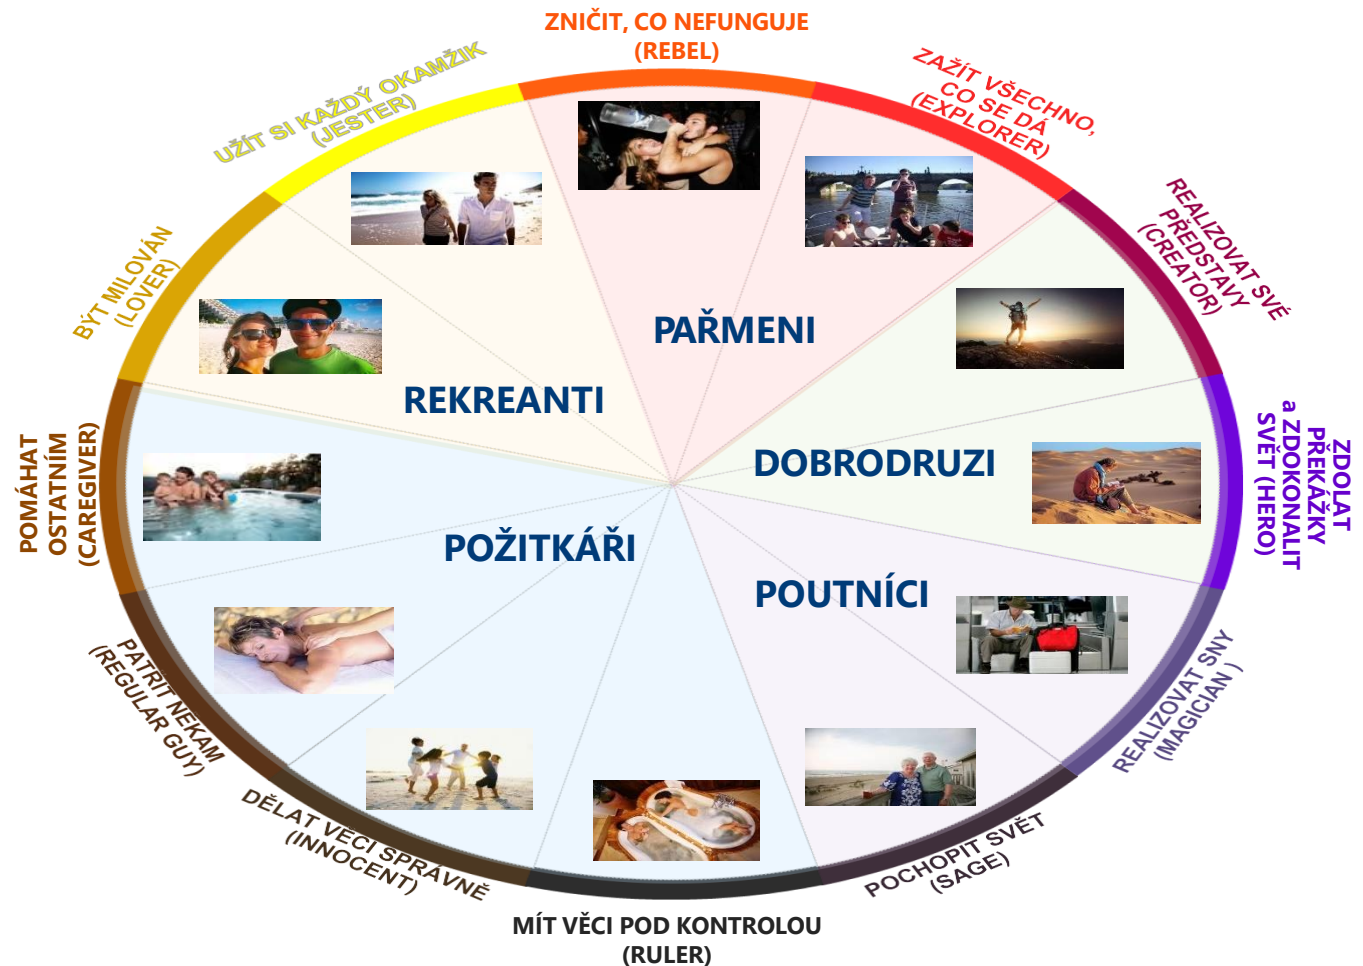 ZNIČIT, CO NEFUNGUJE
(REBEL)
ZAŽÍT VŠECHNO,
CO SE DÁ
(EXPLORER)
REALIZOVAT SVÉ
PŘEDSTAVY
(CREATOR)
ZDOLAT
PŘEKÁŽKY
a ZDOKONALIT
SVĚT (HERO)
REALIZOVAT SNY
(MAGICIAN )
POCHOPIT SVĚT
(SAGE)
MÍT VĚCI POD KONTROLOU
(RULER)
DĚLAT VĚCI SPRÁVNĚ
(INNOCENT)
PATŘIT NĚKAM
(REGULAR GUY)
POMÁHAT
OSTATNÍM
(CAREGIVER)
BÝT MILOVÁN
(LOVER)
UŽÍT SI KAŽDÝ OKAMŽIK
(JESTER)
PAŘMENI
REKREANTI
DOBRODRUZI
POŽITKÁŘI
POUTNÍCI